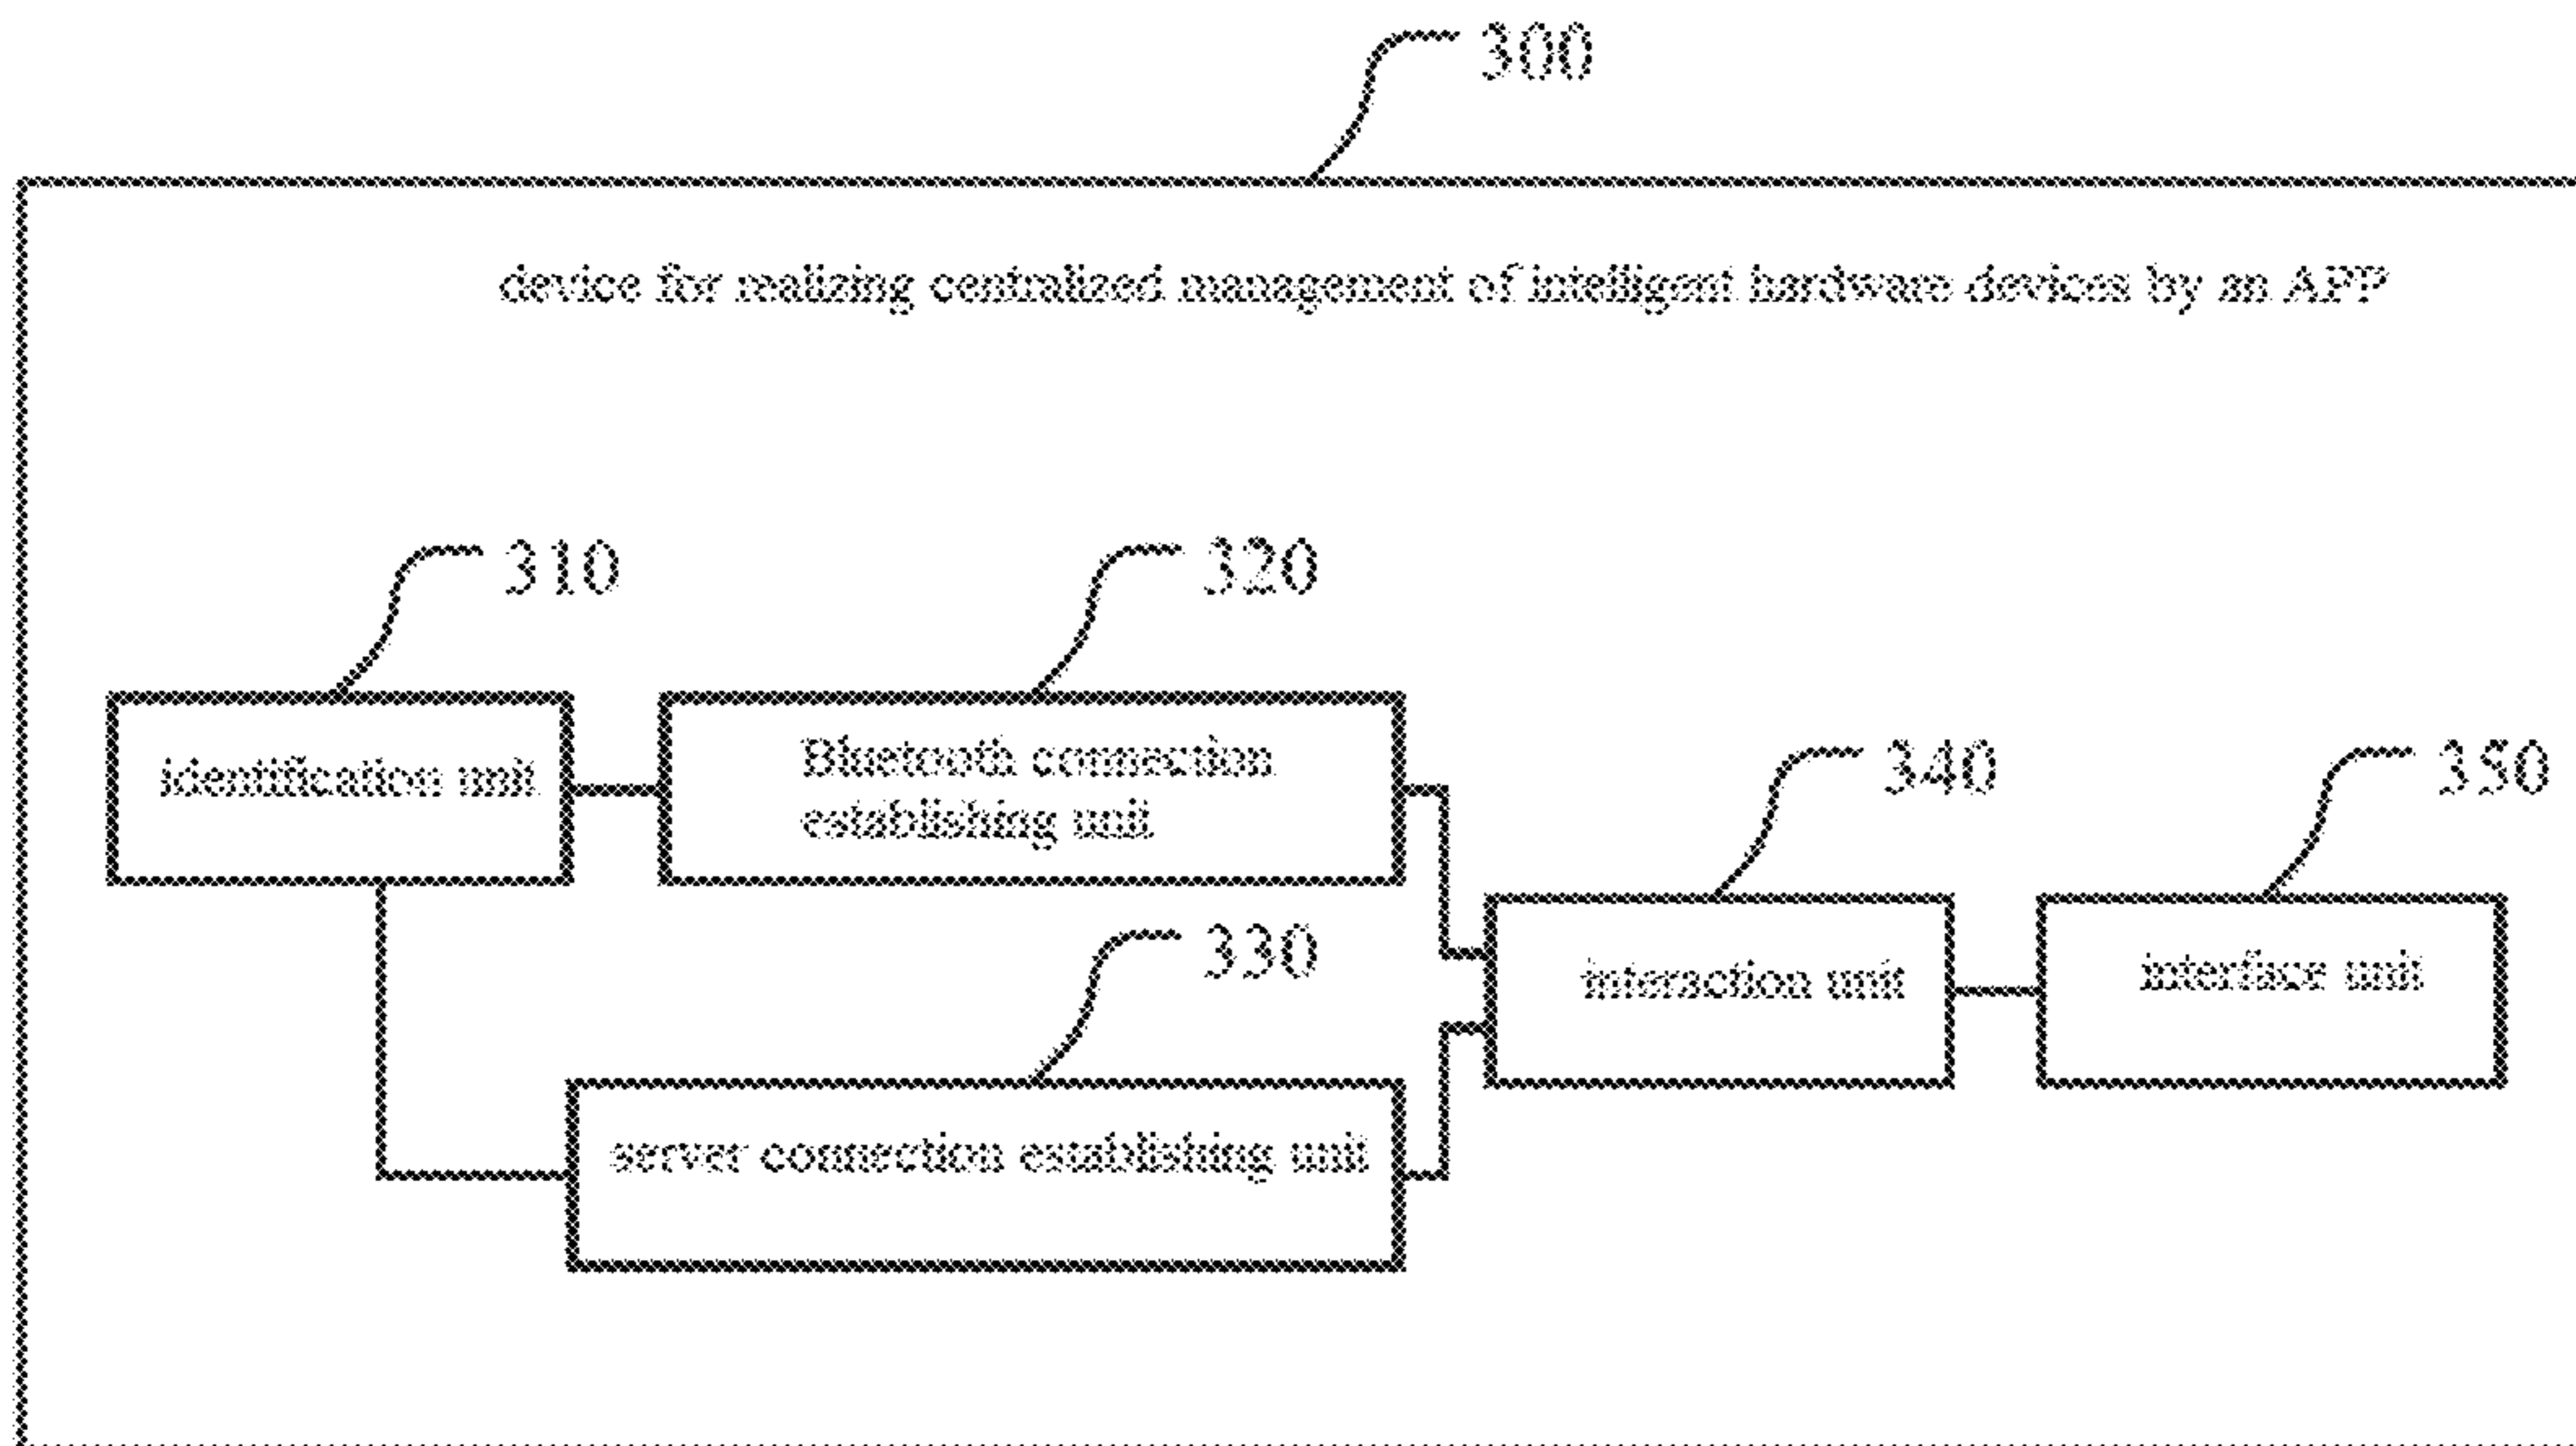 300
device for realizing centralized management of intelligent hardware devices by an APP
310
320
identification unit
Bluetooth connection
establishing unit
340
350
330
interaction unit
interface unit
server connection establishing unit